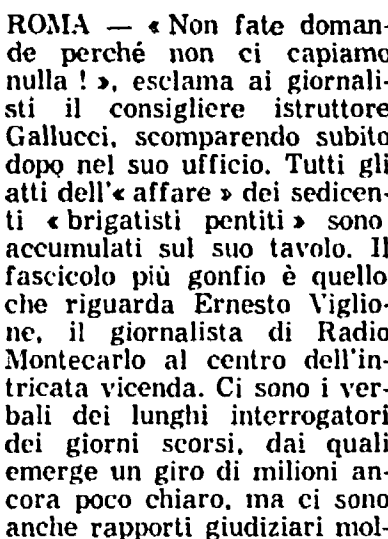 ROMA — « Non fate doman-
de perché non ci capiamo
nulla ! », esclama ai giornali-
sti il consigliere istruttore
Gallucci, scomparendo subito
dopo nel suo ufficio. Tutti gli
atti dell'« affare » dei sedicen-
ti « brigatisti pentiti » sono
accumulati sul suo tavolo. Il
fascicolo più gonfio è quello
che riguarda Ernesto Viglio-
ne, il giornalista di Radio
Montecarlo al centro dell'in-
tricata vicenda. Ci sono i ver-
bali dei lunghi interrogatori
dei giorni scorsi, dai quali
emerge un giro di milioni an-
cora poco chiaro, ma ci sono
anche rapporti giudiziari mol-